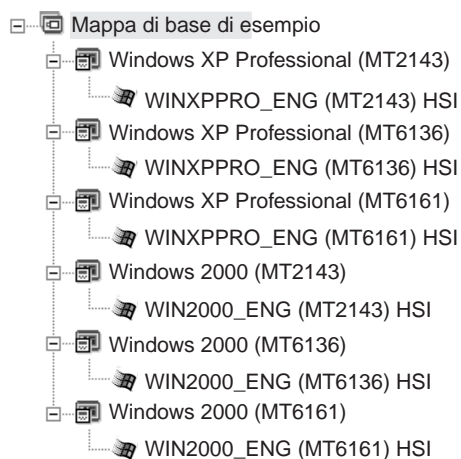 Mappa di base di esempio
Windows XP Professional (MT2143)
WINXPPRO_ENG (MT2143) HSI
Windows XP Professional (MT6136)
WINXPPRO_ENG (MT6136) HSI
Windows XP Professional (MT6161)
WINXPPRO_ENG (MT6161) HSI
Windows 2000 (MT2143)
WIN2000_ENG (MT2143) HSI
Windows 2000 (MT6136)
WIN2000_ENG (MT6136) HSI
Windows 2000 (MT6161)
WIN2000_ENG (MT6161) HSI